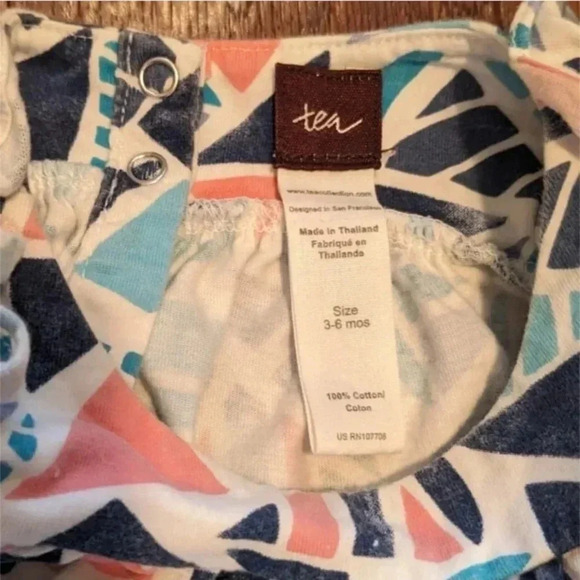 tea
www.teacollection.com
Designed in San Francisco
Made in Thailand
Fabriqué en
Thaïlande
Size
3-6 mos
100% Cotton/
Coton
US RN107708